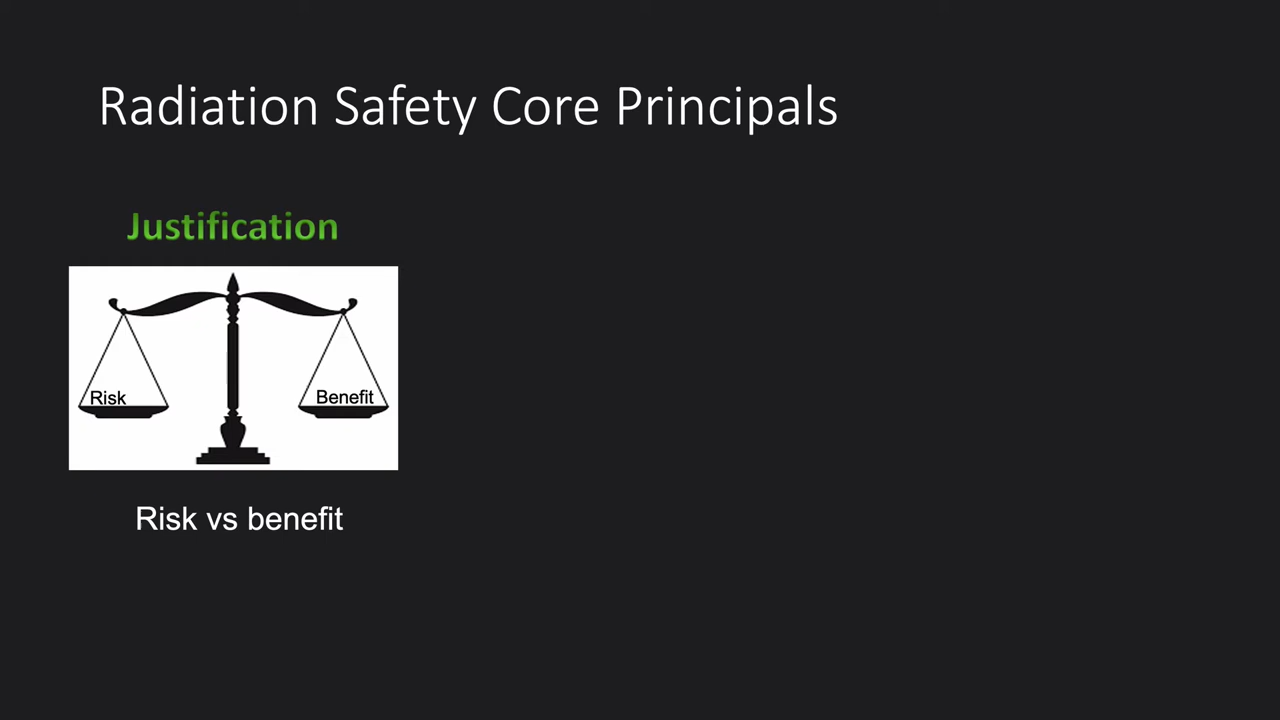 Radiation Safety Core Principals
Justification
Risk
Benefit
Risk vs benefit